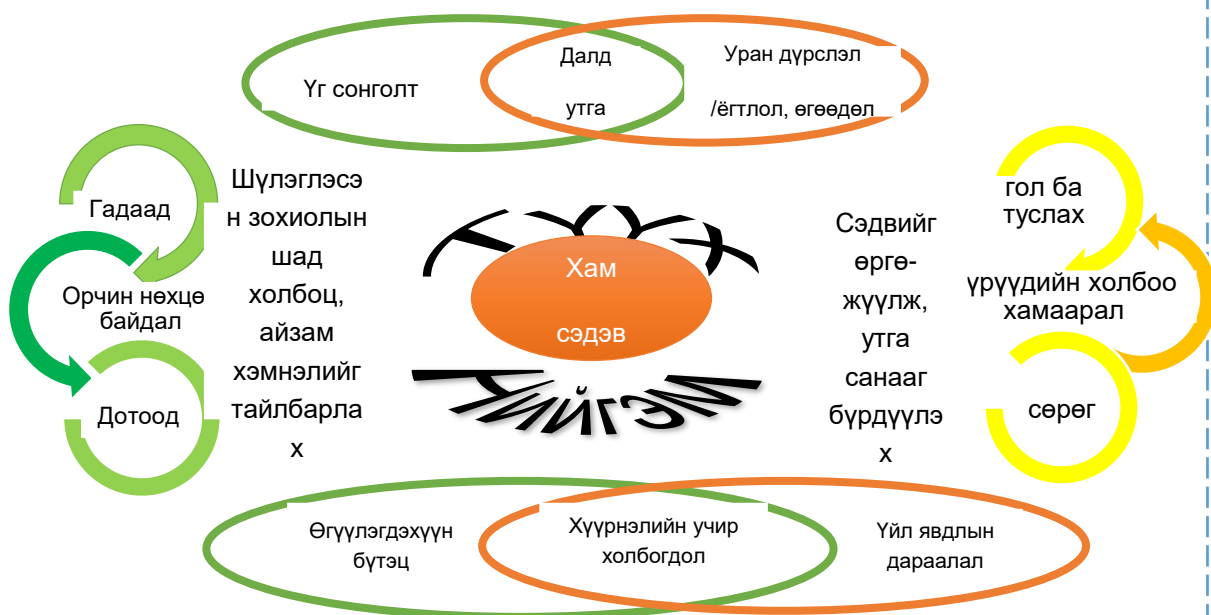 Үг сонголт
Далд
утга
Уран дүрслэл
/ёгтлол, өгөөдөл
Гадаад
Орчин нөхцө
байдал
Дотоод
Шүлэглэсэ
н зохиолын
шад
холбоц,
айзам
хэмнэлийг
тайлбарла
х
Хам
сэдэв
НИЙГЭМ
Сэдвийг
өргө-
жүүлж,
утга
санааг
бүрдүүлэ
х
гол ба
туслах
үрүүдийн холбоо
хамаарал
сөрөг
Өгүүлэгдэхүүн
бүтэц
Хүүрнэлийн учир
холбогдол
Үйл явдлын
дараалал